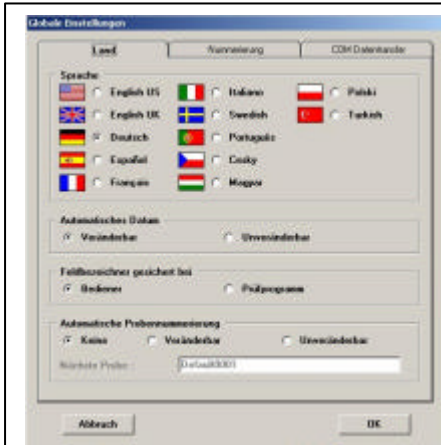 Globale Einstellungen
Land Nummerierung COM Datentransfer
Sprache
English US Italiano Polski
English UK Swedish Turkish
Deutsch Português
Español Česky
Français Magyar
Automatisches Datum
Veränderbar Unveränderbar
Feldbezeichner gesichert bei
Bediener Prüfprogramm
Automatische Probennummerierung
Keine Veränderbar Unveränderbar
Nächste Probe : Default0001
Abbruch OK